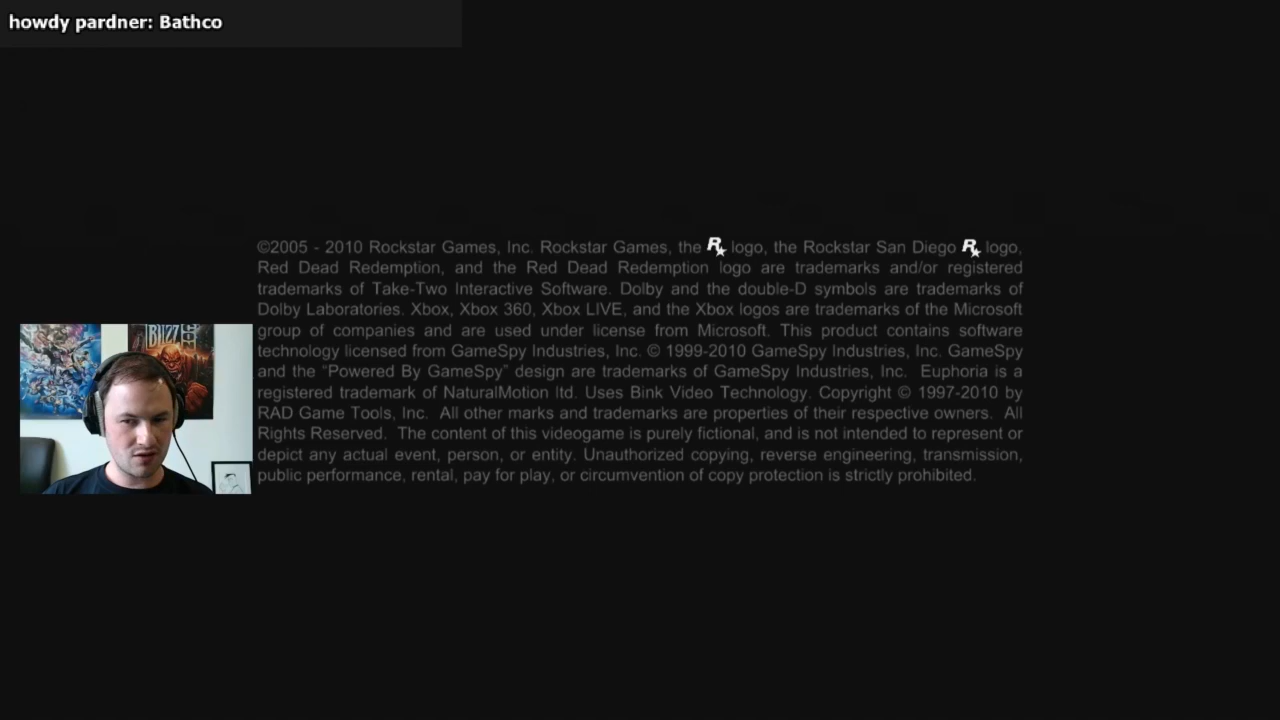 howdy pardner: Bathco
©2005 - 2010 Rockstar Games, Inc. Rockstar Games, the R logo, the Rockstar San Diego R logo,
Red Dead Redemption, and the Red Dead Redemption logo are trademarks and/or registered
trademarks of Take-Two Interactive Software. Dolby and the double-D symbols are trademarks of
Dolby Laboratories. Xbox, Xbox 360, Xbox LIVE, and the Xbox logos are trademarks of the Microsoft
group of companies and are used under license from Microsoft. This product contains software
technology licensed from GameSpy Industries, Inc. © 1999-2010 GameSpy Industries, Inc. GameSpy
and the “Powered By GameSpy” design are trademarks of GameSpy Industries, Inc. Euphoria is a
registered trademark of NaturalMotion ltd. Uses Bink Video Technology. Copyright © 1997-2010 by
RAD Game Tools, Inc. All other marks and trademarks are properties of their respective owners. All
Rights Reserved. The content of this videogame is purely fictional, and is not intended to represent or
depict any actual event, person, or entity. Unauthorized copying, reverse engineering, transmission,
public performance, rental, pay for play, or circumvention of copy protection is strictly prohibited.
BUZZ